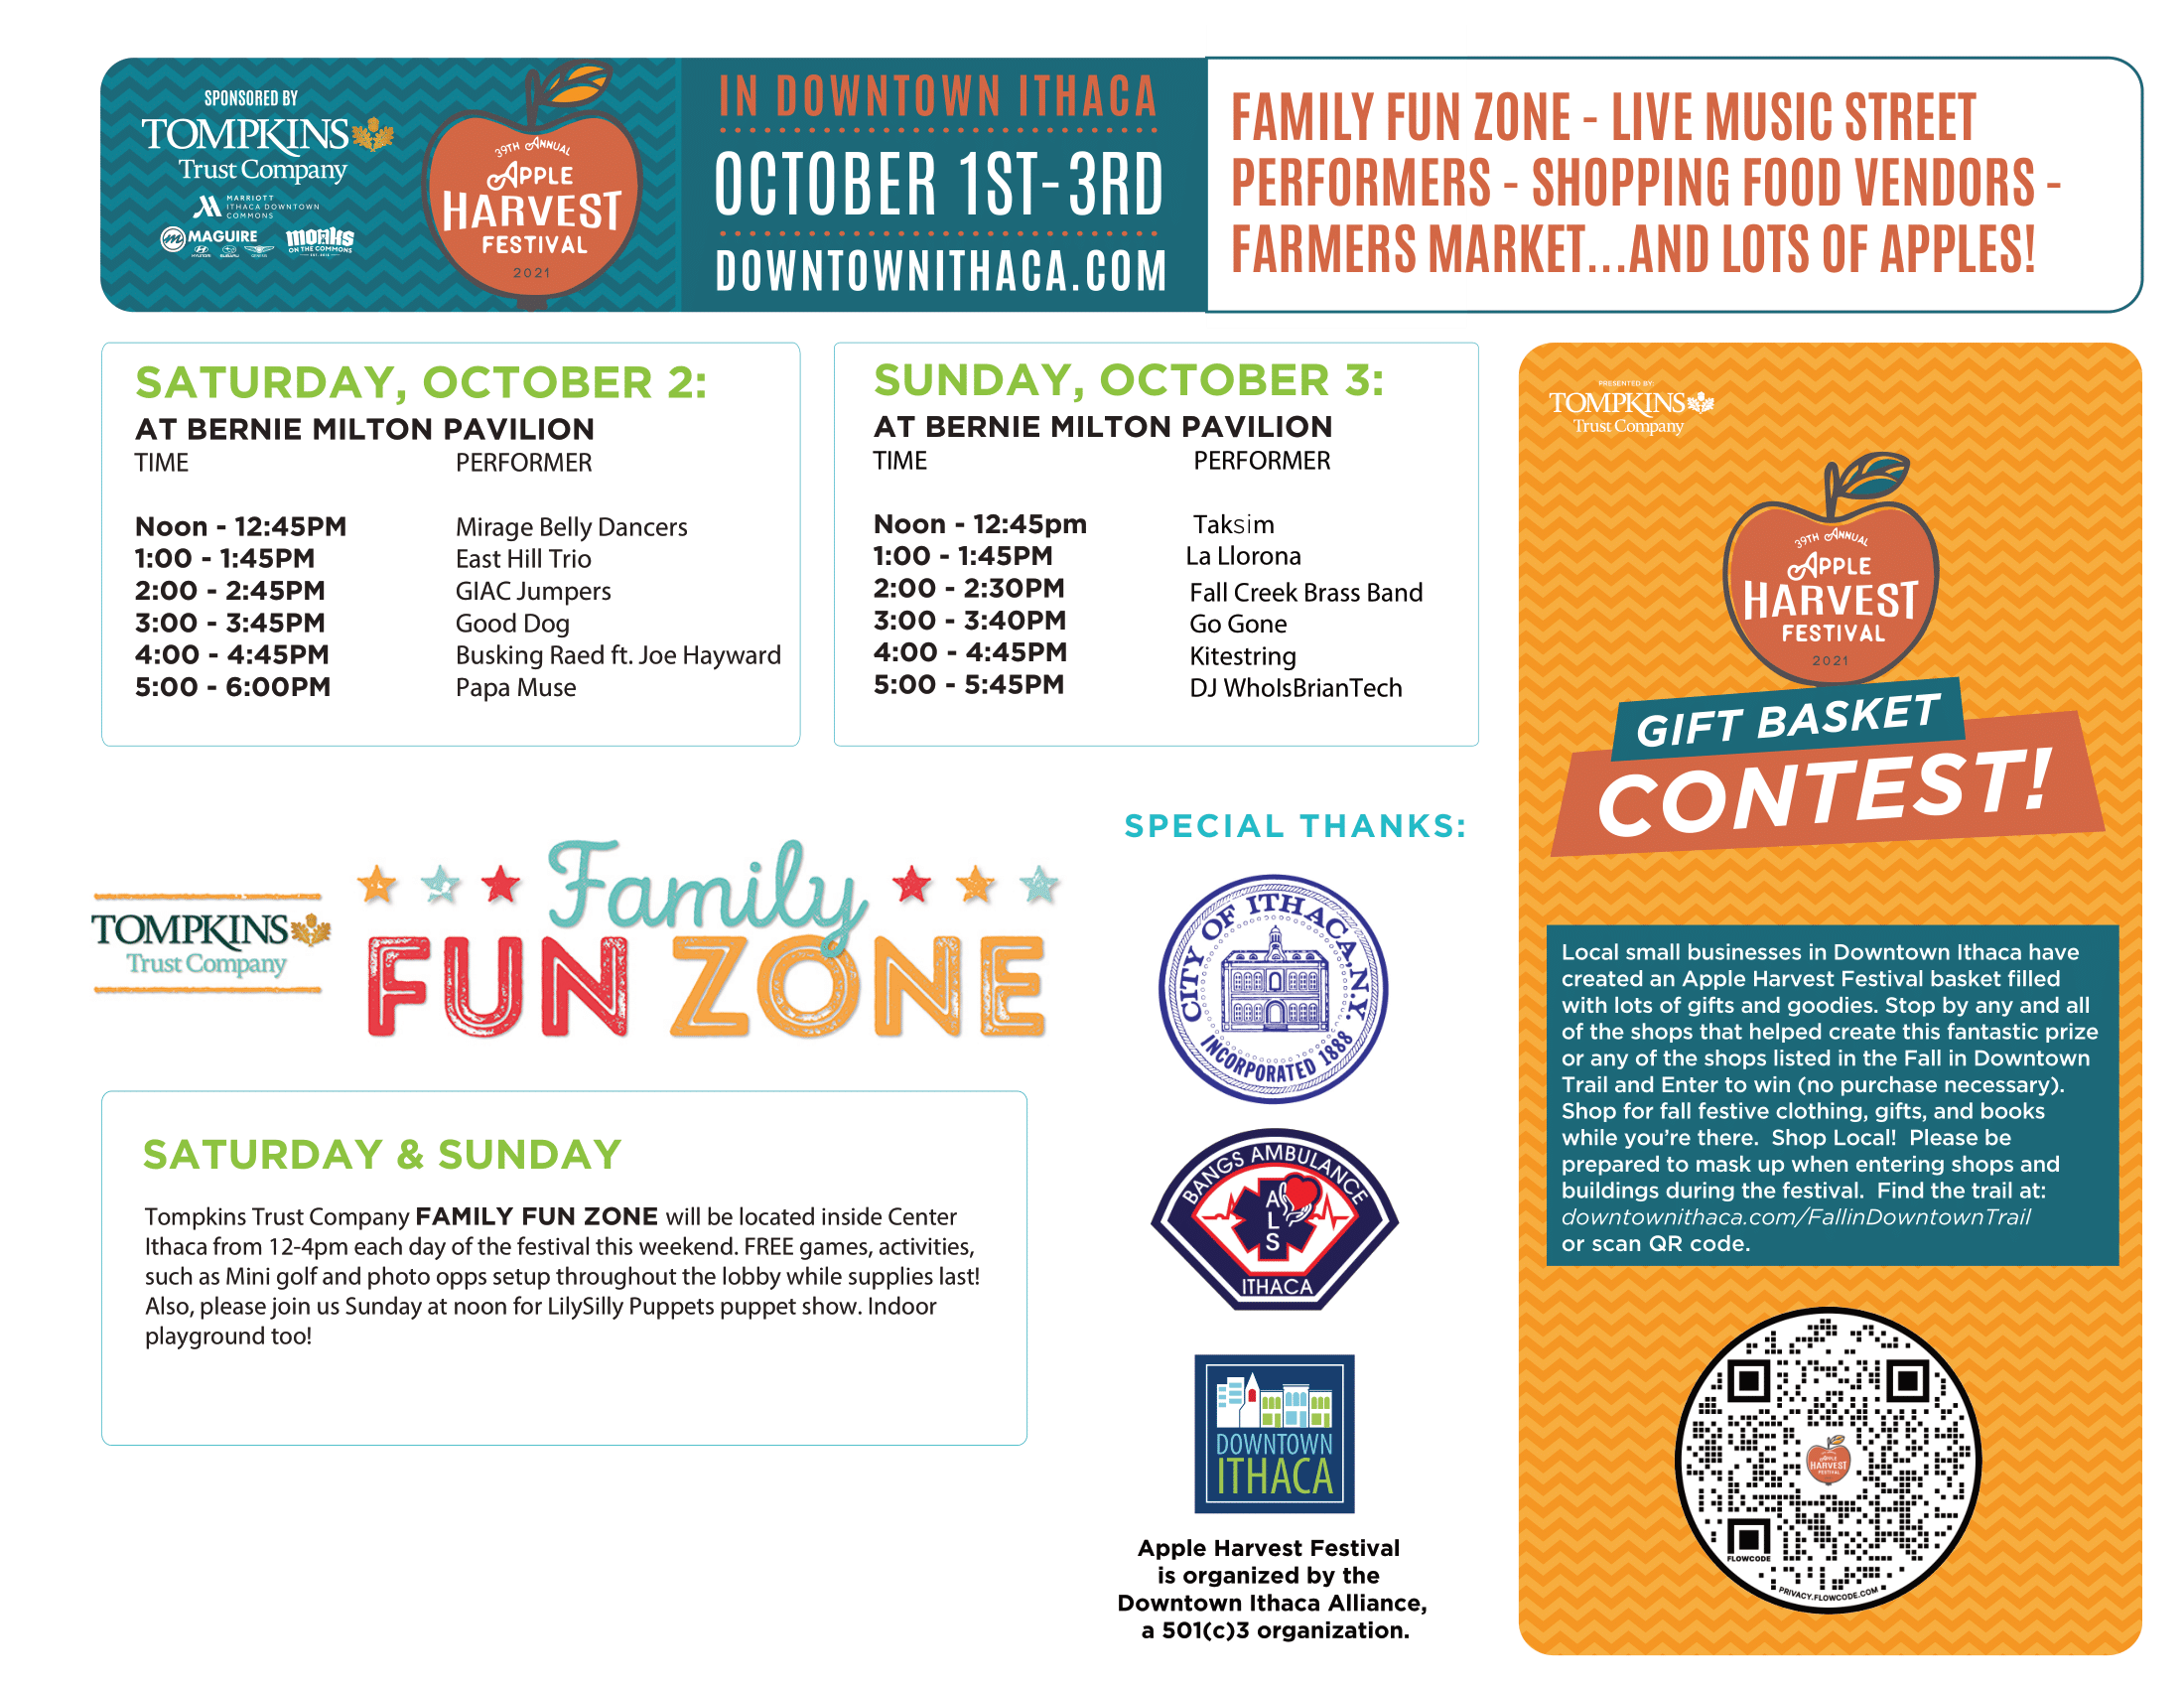 SPONSORED BY
TOMPKINS
Trust Company
MARRIOTT
ITHACA DOWNTOWN
COMMONS
MAGUIRE
HYUNDAI SUBARU GENESIS
monks
ON THE COMMONS
39TH ANNUAL
APPLE
HARVEST
FESTIVAL
2021
IN DOWNTOWN ITHACA
OCTOBER 1ST-3RD
DOWNTOWNITHACA.COM
FAMILY FUN ZONE - LIVE MUSIC STREET
PERFORMERS - SHOPPING FOOD VENDORS -
FARMERS MARKET...AND LOTS OF APPLES!
SATURDAY, OCTOBER 2:
AT BERNIE MILTON PAVILION
TIME PERFORMER
Noon - 12:45PM Mirage Belly Dancers
1:00 - 1:45PM East Hill Trio
2:00 - 2:45PM GIAC Jumpers
3:00 - 3:45PM Good Dog
4:00 - 4:45PM Busking Raed ft. Joe Hayward
5:00 - 6:00PM Papa Muse
SUNDAY, OCTOBER 3:
AT BERNIE MILTON PAVILION
TIME PERFORMER
Noon - 12:45pm Taksim
1:00 - 1:45PM La Llorona
2:00 - 2:30PM Fall Creek Brass Band
3:00 - 3:40PM Go Gone
4:00 - 4:45PM Kitestring
5:00 - 5:45PM DJ WhoIsBrianTech
TOMPKINS
Trust Company
Family
FUN ZONE
SATURDAY & SUNDAY
Tompkins Trust Company FAMILY FUN ZONE will be located inside Center
Ithaca from 12-4pm each day of the festival this weekend. FREE games, activities,
such as Mini golf and photo opps setup throughout the lobby while supplies last!
Also, please join us Sunday at noon for LilySilly Puppets puppet show. Indoor
playground too!
SPECIAL THANKS:
CITY OF ITHACA, N.Y.
INCORPORATED 1888
BANGS AMBULANCE
ALS
ITHACA
DOWNTOWN
ITHACA
Apple Harvest Festival
is organized by the
Downtown Ithaca Alliance,
a 501(c)3 organization.
PRESENTED BY:
TOMPKINS
Trust Company
39TH ANNUAL
APPLE
HARVEST
FESTIVAL
2021
GIFT BASKET
CONTEST!
Local small businesses in Downtown Ithaca have
created an Apple Harvest Festival basket filled
with lots of gifts and goodies. Stop by any and all
of the shops that helped create this fantastic prize
or any of the shops listed in the Fall in Downtown
Trail and Enter to win (no purchase necessary).
Shop for fall festive clothing, gifts, and books
while you're there.  Shop Local!  Please be
prepared to mask up when entering shops and
buildings during the festival.  Find the trail at:
downtownithaca.com/FallinDowntownTrail
or scan QR code.
APPLE
HARVEST
FESTIVAL
FLOWCODE
PRIVACY.FLOWCODE.COM